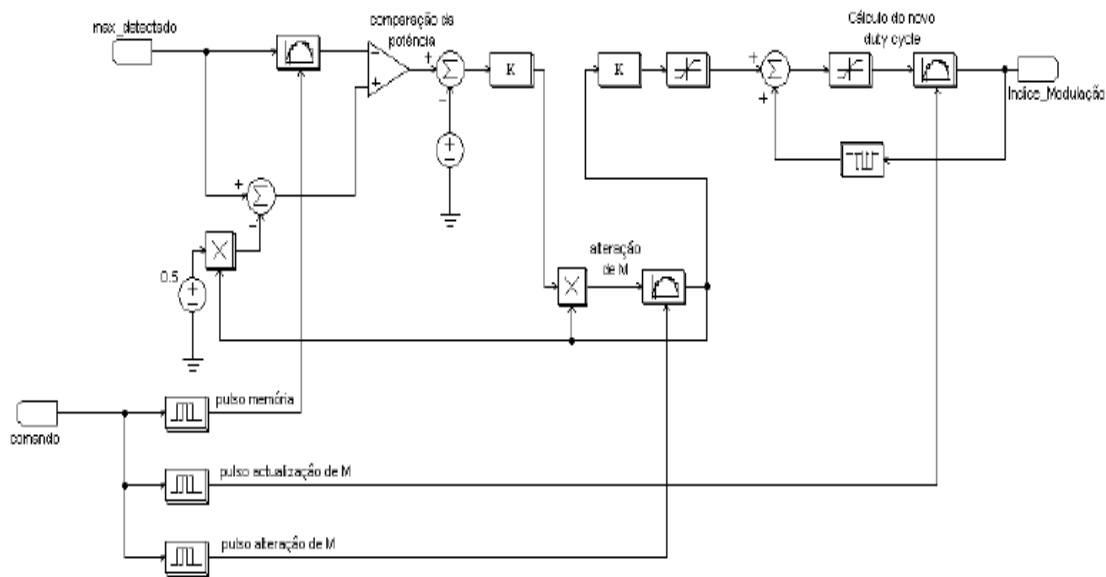 max_detectado
comparação da
potência
Cálculo do novo
duty cycle
Indice_Modulação
K
K
0.5
alteração
de M
comando
pulso memória
pulso actualização de M
pulso alteração de M